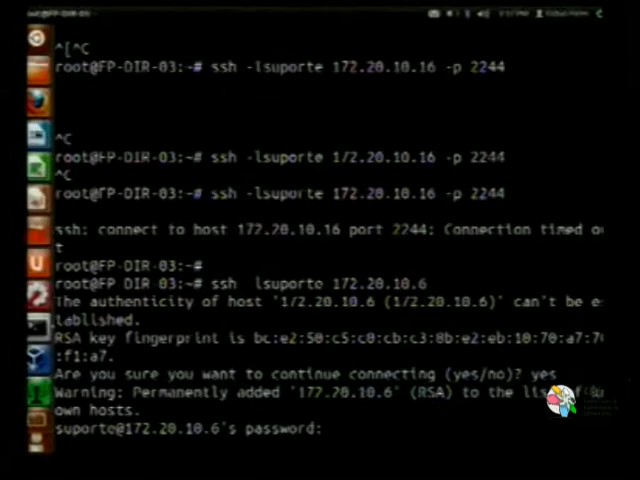 ^[^C
root@FP-DIR-03:~# ssh -lsuporte 172.20.10.16 -p 2244
^C
root@FP-DIR-03:~# ssh -lsuporte 172.20.10.16 -p 2244
^C
root@FP-DIR-03:~# ssh -lsuporte 172.20.10.16 -p 2244
ssh: connect to host 172.20.10.16 port 2244: Connection timed ou
t
root@FP-DIR-03:~#
root@FP-DIR-03:~# ssh -lsuporte 172.20.10.6
The authenticity of host '172.20.10.6 (172.20.10.6)' can't be es
tablished.
RSA key fingerprint is bc:e2:50:c5:c0:cb:c3:8b:e2:eb:10:70:a7:
:f1:a7.
Are you sure you want to continue connecting (yes/no)? yes
Warning: Permanently added '172.20.10.6' (RSA) to the list of
own hosts.
suporte@172.20.10.6's password: